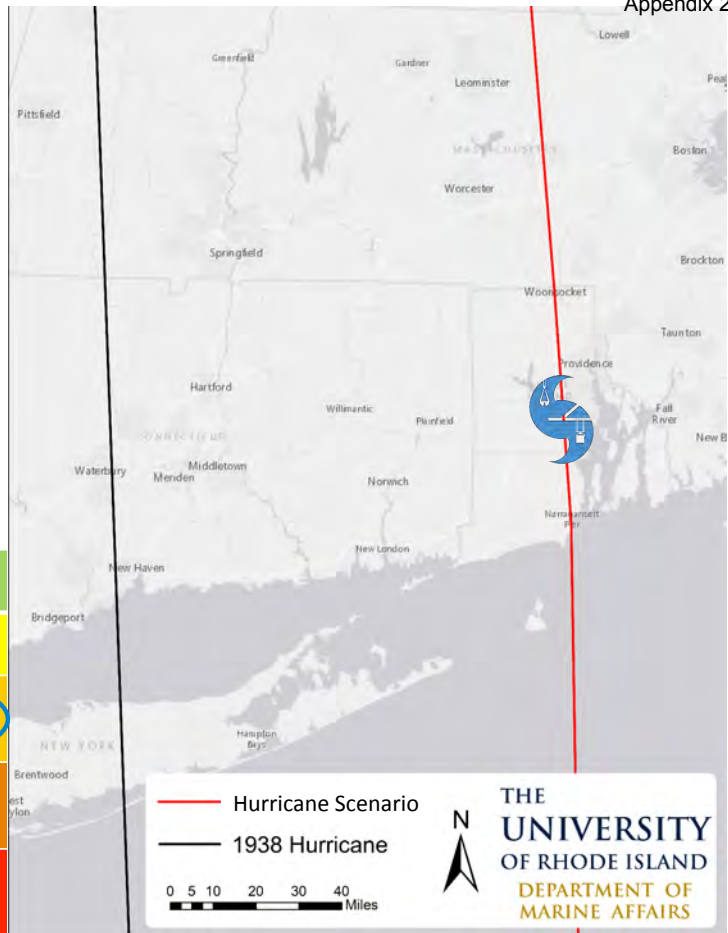 Appendix 2
Lowell
Greenfield
Gardner
Leominster
Pea
Pittsfield
MASSACHUSETTS
Boston
Worcester
Springfield
Brockton
Woonsocket
Taunton
Providence
Hartford
Willimantic
Plainfield
Fall
River
New B
CONNECTICUT
Waterbury
Middletown
Meriden
Norwich
Narragansett
Pier
New London
New Haven
Bridgeport
Hampton
Bays
NEW YORK
Brentwood
est
ylon
Hurricane Scenario
1938 Hurricane
0 5 10 20 30 40
Miles
N
THE
UNIVERSITY
OF RHODE ISLAND
DEPARTMENT OF
MARINE AFFAIRS